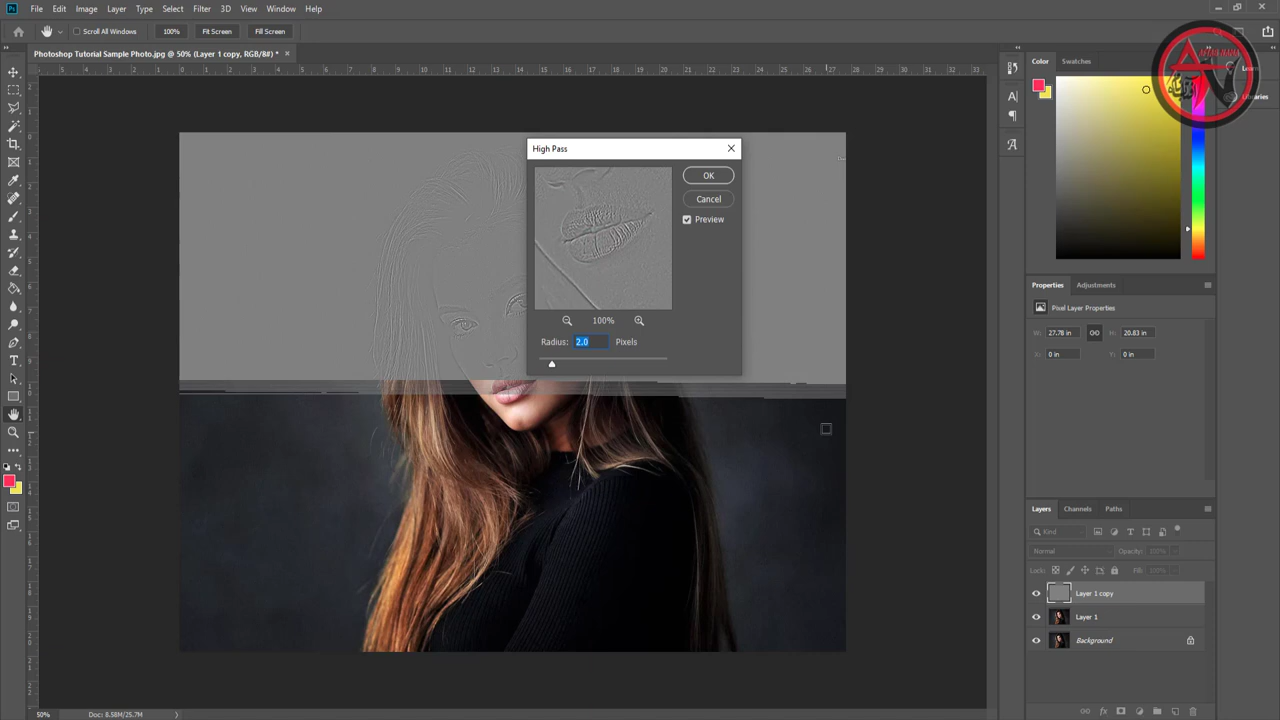 Ps File Edit Image Layer Type Select Filter 3D View Window Help
Scroll All Windows 100% Fit Screen Fill Screen
Photoshop Tutorial Sample Photo.jpg @ 50% (Layer 1 copy, RGB/8#) * ×
Color Swatches
Learn
Libraries
High Pass
OK
Cancel
Preview
100%
Radius: 2.0 Pixels
Properties Adjustments
Pixel Layer Properties
W: 27.78 in H: 20.83 in
X: 0 in Y: 0 in
Layers Channels Paths
Kind
Normal Opacity: 100%
Lock: Fill: 100%
Layer 1 copy
Layer 1
Background
50% Doc: 8.58M/25.7M